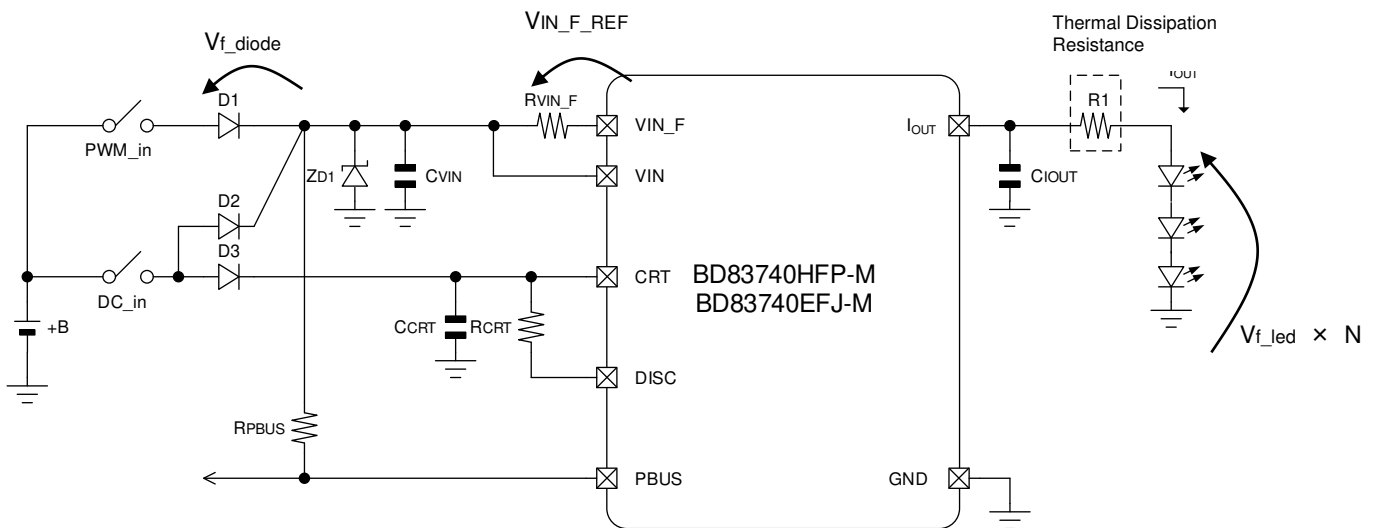 Vf_diode
VIN_F_REF
Thermal Dissipation
Resistance
D1
RVIN_F
R1
PWM_in
VIN_F
IOUT
ZD1
CVIN
VIN
CIOUT
D2
D3
DC_in
CRT
BD83740HFP-M
BD83740EFJ-M
+B
CCRT
RCRT
Vf_led × N
DISC
RPBUS
PBUS
GND